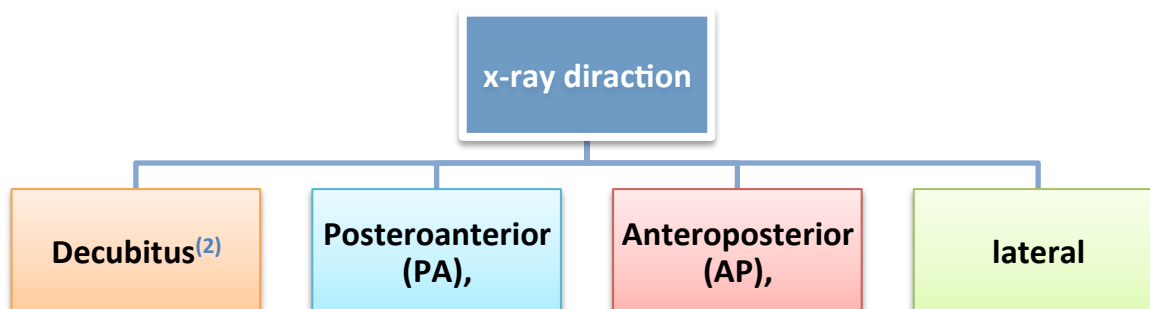 x-ray diraction
Decubitus(2)
Posteroanterior
(PA),
Anteroposterior
(AP),
lateral